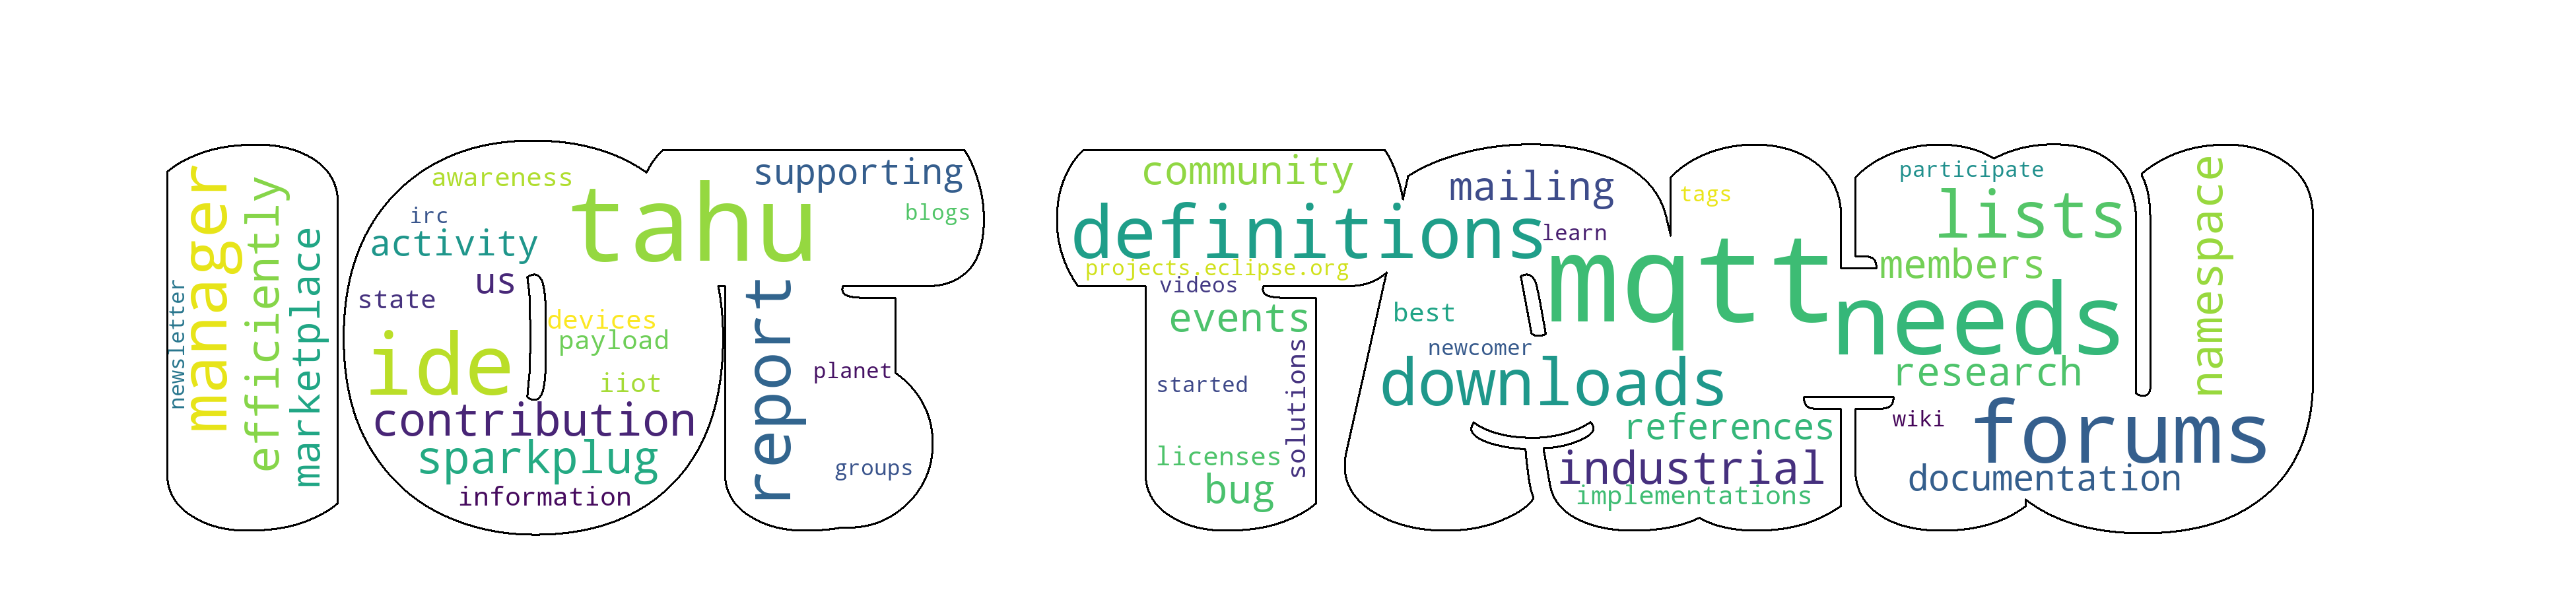 newsletter
manager
efficiently
marketplace
awareness
irc
activity
us
state
ide
devices
payload
iiot
contribution
sparkplug
information
tahu
supporting
blogs
report
planet
groups
community
definitions
projects.eclipse.org
videos
events
started
solutions
licenses
bug
mailing
learn
tags
mqtt
best
newcomer
downloads
references
industrial
implementations
participate
lists
members
needs
research
wiki
forums
documentation
namespace